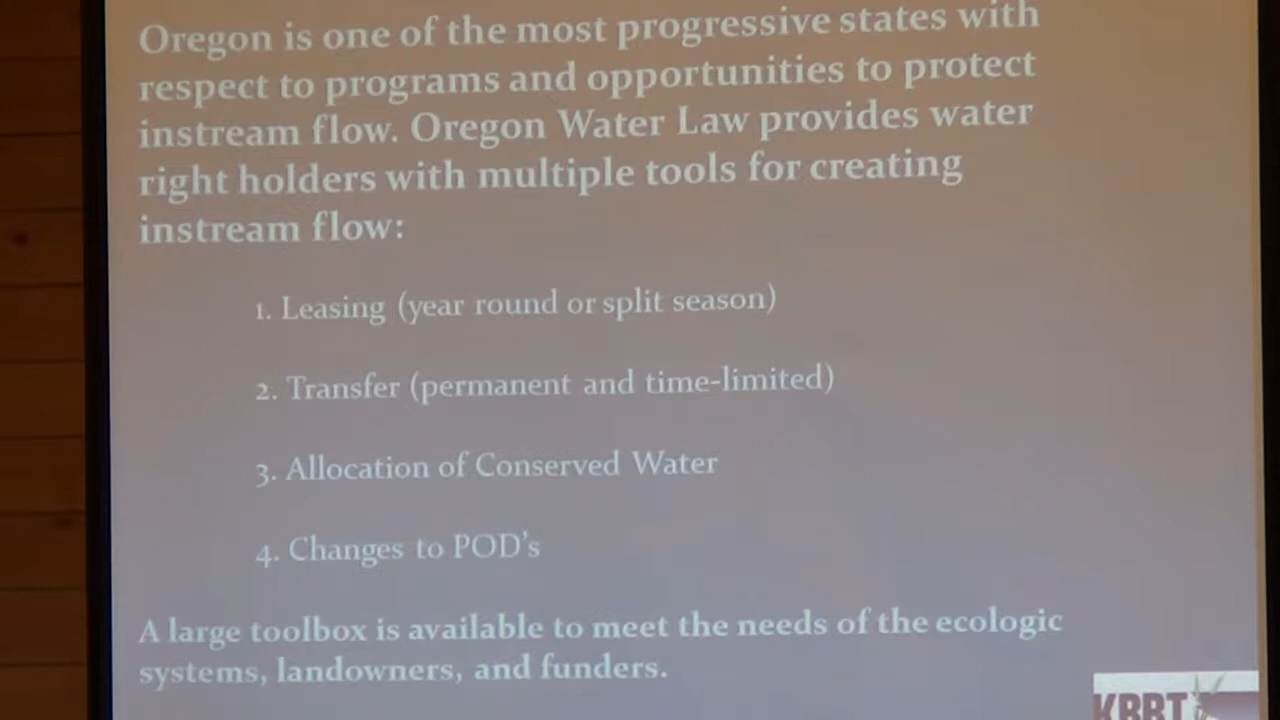 Oregon is one of the most progressive states with
respect to programs and opportunities to protect
instream flow. Oregon Water Law provides water
right holders with multiple tools for creating
instream flow:
1. Leasing (year round or split season)
2. Transfer (permanent and time-limited)
3. Allocation of Conserved Water
4. Changes to POD's
A large toolbox is available to meet the needs of the ecologic
systems, landowners, and funders.
KBRT